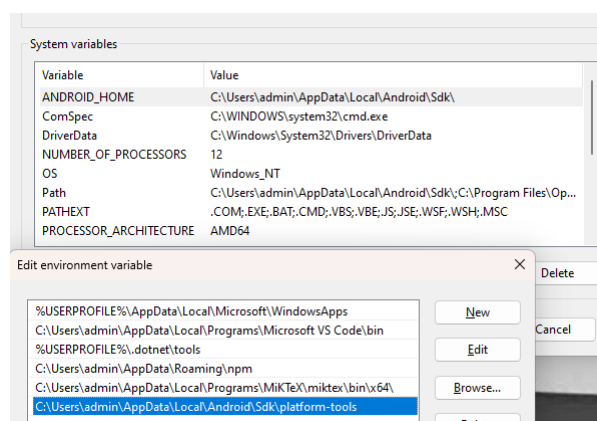 System variables
Variable Value
ANDROID_HOME C:\Users\admin\AppData\Local\Android\Sdk\
ComSpec C:\WINDOWS\system32\cmd.exe
DriverData C:\Windows\System32\Drivers\DriverData
NUMBER_OF_PROCESSORS 12
OS Windows_NT
Path C:\Users\admin\AppData\Local\Android\Sdk\;C:\Program Files\Op...
PATHEXT .COM;.EXE;.BAT;.CMD;.VBS;.VBE;.JS;.JSE;.WSF;.WSH;.MSC
PROCESSOR_ARCHITECTURE AMD64
Edit environment variable
Delete
%USERPROFILE%\AppData\Local\Microsoft\WindowsApps
New
C:\Users\admin\AppData\Local\Programs\Microsoft VS Code\bin
Cancel
%USERPROFILE%\.dotnet\tools
Edit
C:\Users\admin\AppData\Roaming\npm
C:\Users\admin\AppData\Local\Programs\MiKTeX\miktex\bin\x64\
Browse...
C:\Users\admin\AppData\Local\Android\Sdk\platform-tools